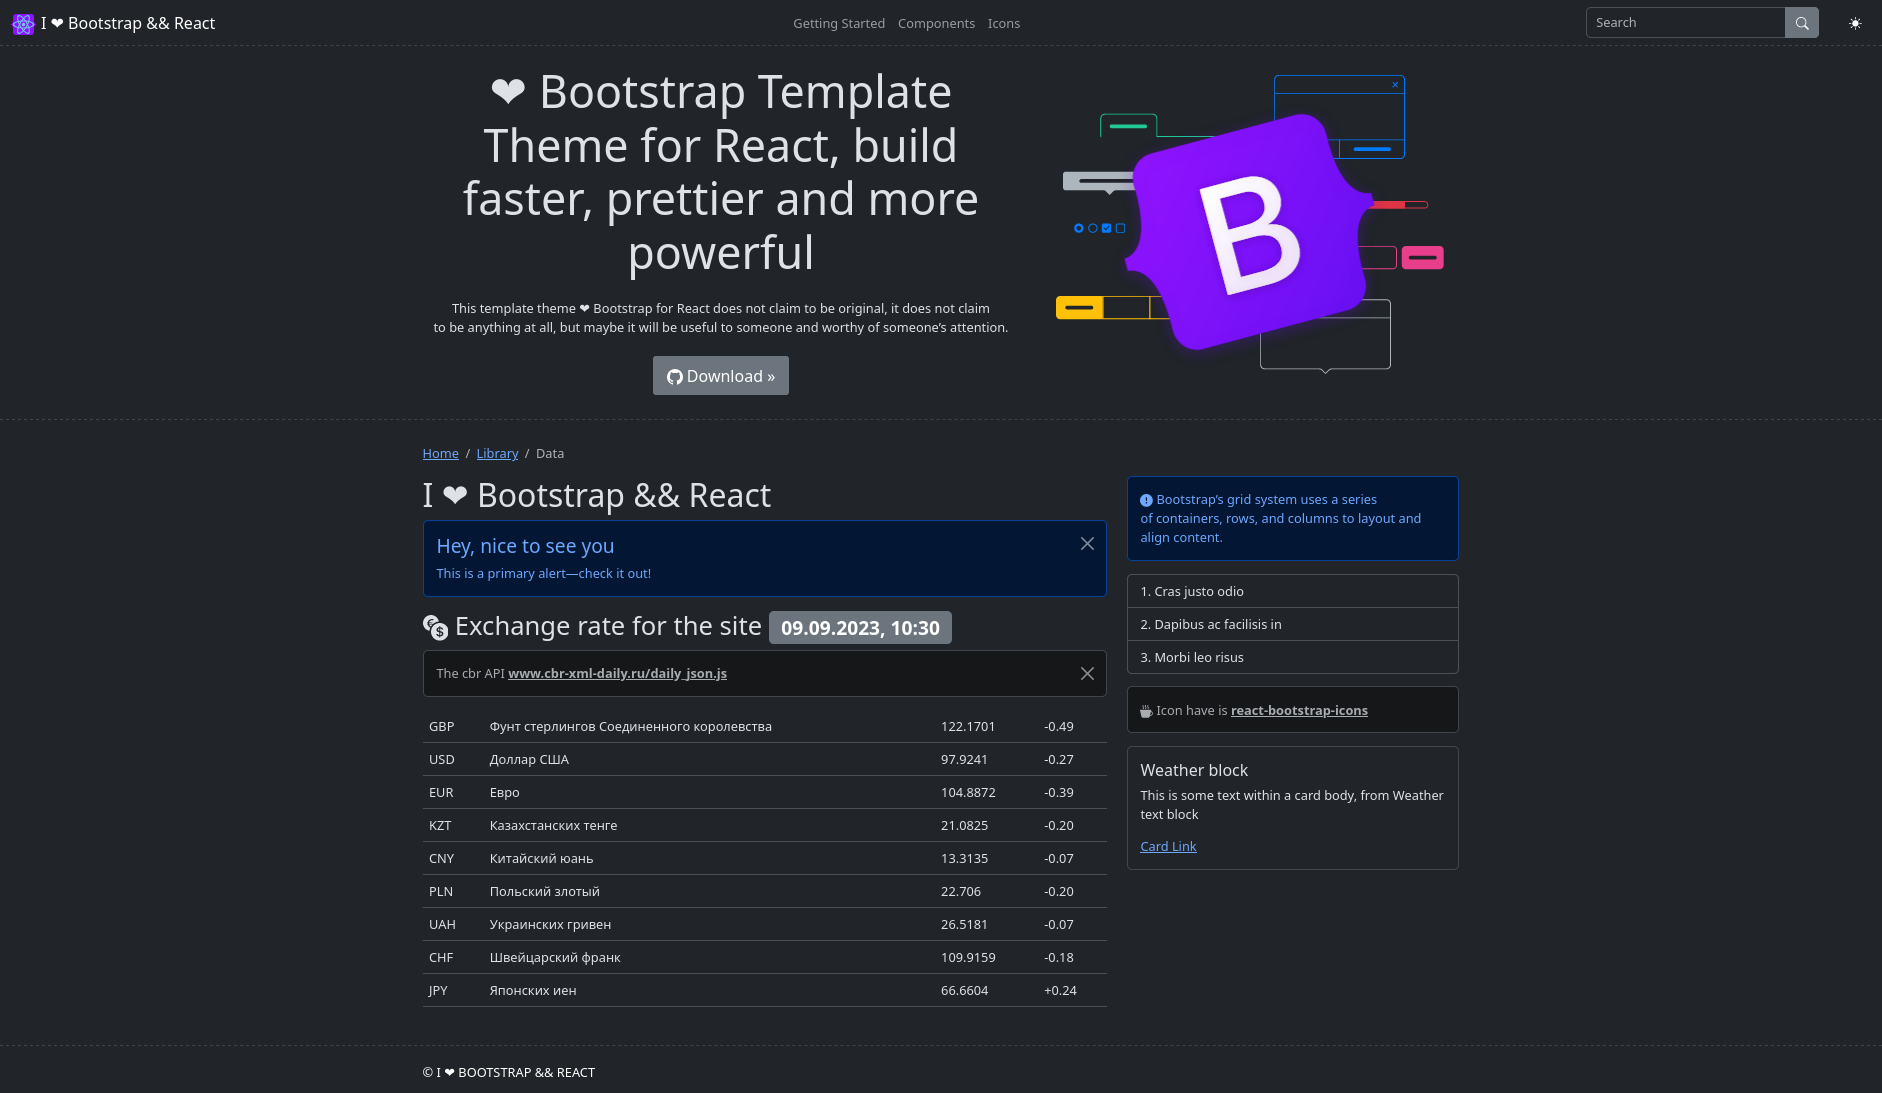 I ❤ Bootstrap && React
Getting Started
Components
Icons
Search
❤ Bootstrap Template
Theme for React, build
faster, prettier and more
powerful
This template theme ❤ Bootstrap for React does not claim to be original, it does not claim
to be anything at all, but maybe it will be useful to someone and worthy of someone’s attention.
Download »
B
Home / Library / Data
I ❤ Bootstrap && React
Hey, nice to see you
This is a primary alert—check it out!
Exchange rate for the site 09.09.2023, 10:30
The cbr API www.cbr-xml-daily.ru/daily_json.js
GBP Фунт стерлингов Соединенного королевства 122.1701 -0.49
USD Доллар США 97.9241 -0.27
EUR Евро 104.8872 -0.39
KZT Казахстанских тенге 21.0825 -0.20
CNY Китайский юань 13.3135 -0.07
PLN Польский злотый 22.706 -0.20
UAH Украинских гривен 26.5181 -0.07
CHF Швейцарский франк 109.9159 -0.18
JPY Японских иен 66.6604 +0.24
Bootstrap’s grid system uses a series
of containers, rows, and columns to layout and
align content.
1. Cras justo odio
2. Dapibus ac facilisis in
3. Morbi leo risus
Icon have is react-bootstrap-icons
Weather block
This is some text within a card body, from Weather
text block
Card Link
© I ❤ BOOTSTRAP && REACT